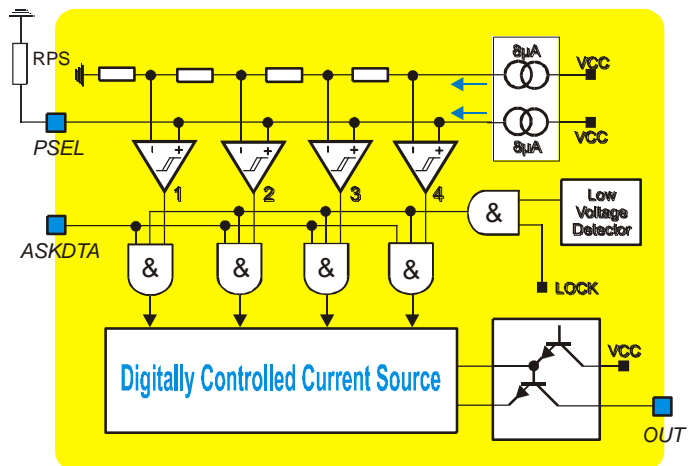 8µA
VCC
RPS
- + - + - + - +
VCC
PSEL
8µA
1 2 3 4
&
Low
Voltage
Detector
ASKDTA
& & & &
LOCK
Digitally Controlled Current Source
VCC
OUT